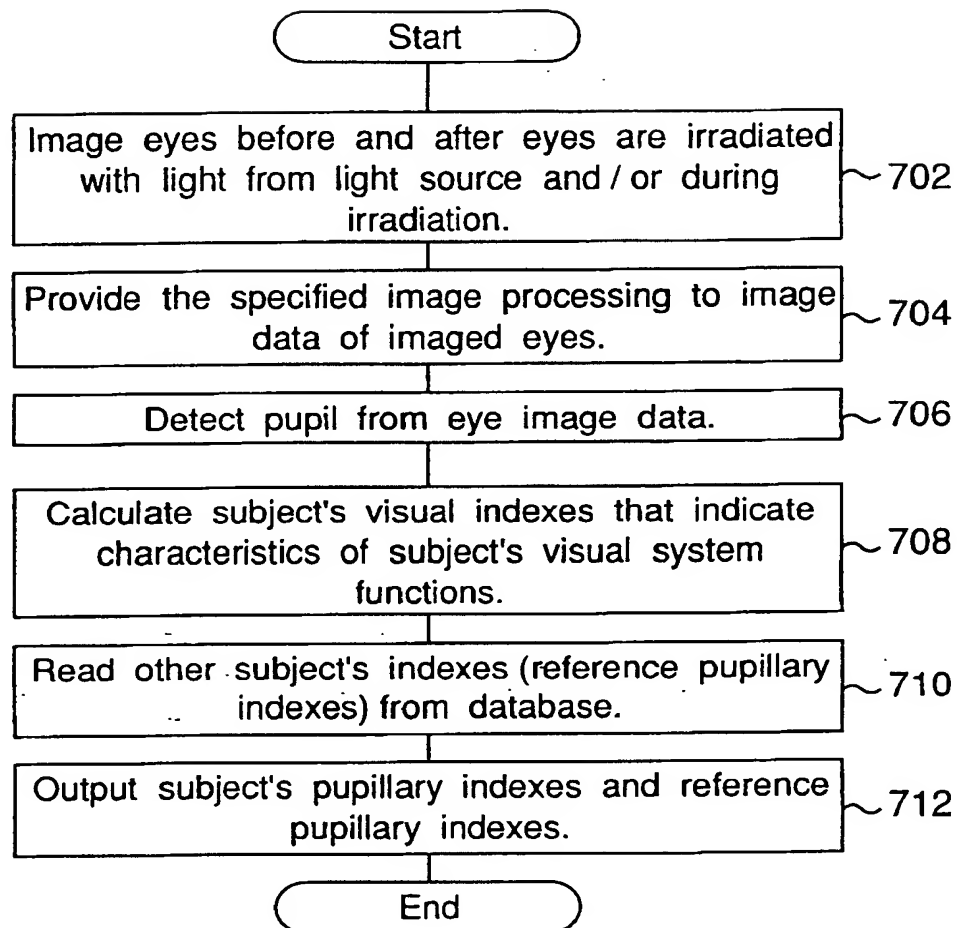 Start
Image eyes before and after eyes are irradiated
with light from light source and / or during
irradiation.
702
Provide the specified image processing to image
data of imaged eyes.
704
Detect pupil from eye image data.
706
Calculate subject's visual indexes that indicate
characteristics of subject's visual system
functions.
708
Read other subject's indexes (reference pupillary
indexes) from database.
710
Output subject's pupillary indexes and reference
pupillary indexes.
712
End